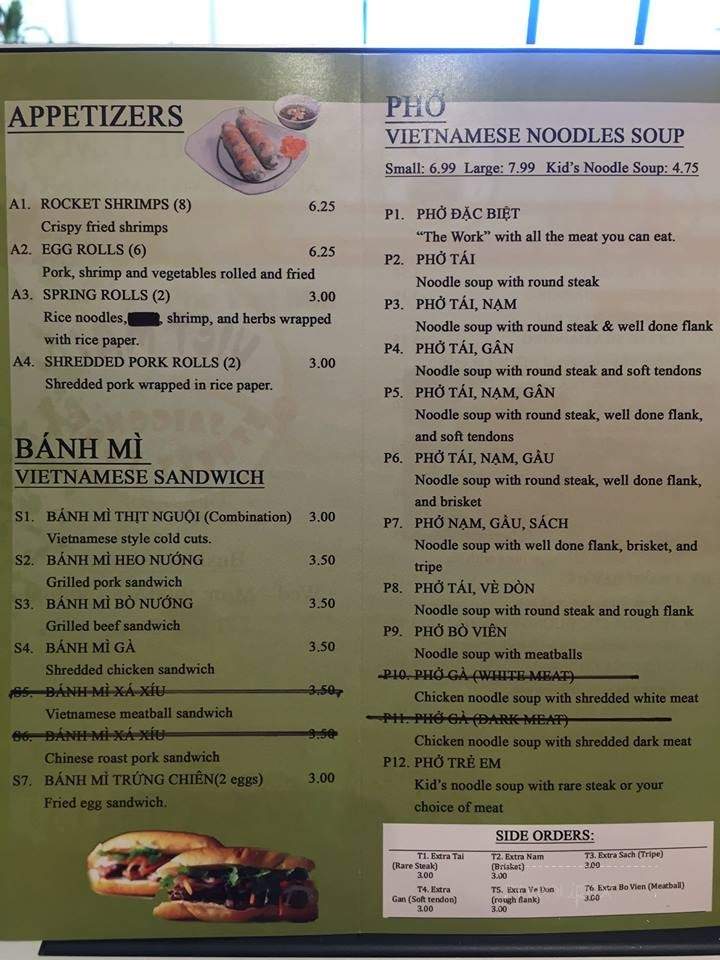 APPETIZERS
A1. ROCKET SHRIMPS (8) 6.25
Crispy fried shrimps
A2. EGG ROLLS (6) 6.25
Pork, shrimp and vegetables rolled and fried
A3. SPRING ROLLS (2) 3.00
Rice noodles, , shrimp, and herbs wrapped
with rice paper.
A4. SHREDDED PORK ROLLS (2) 3.00
Shredded pork wrapped in rice paper.
BÁNH MÌ
VIETNAMESE SANDWICH
S1. BÁNH MÌ THỊT NGUỘI (Combination) 3.00
Vietnamese style cold cuts.
S2. BÁNH MÌ HEO NƯỚNG 3.50
Grilled pork sandwich
S3. BÁNH MÌ BÒ NƯỚNG 3.50
Grilled beef sandwich
S4. BÁNH MÌ GÀ 3.50
Shredded chicken sandwich
S5. BÁNH MÌ XÁ XÍU 3.50
Vietnamese meatball sandwich
S6. BÁNH MÌ XÁ XÍU 3.50
Chinese roast pork sandwich
S7. BÁNH MÌ TRỨNG CHIÊN(2 eggs) 3.00
Fried egg sandwich.
PHỞ
VIETNAMESE NOODLES SOUP
Small: 6.99 Large: 7.99 Kid's Noodle Soup: 4.75
P1. PHỞ ĐẶC BIỆT
"The Work" with all the meat you can eat.
P2. PHỞ TÁI
Noodle soup with round steak
P3. PHỞ TÁI, NẠM
Noodle soup with round steak & well done flank
P4. PHỞ TÁI, GÂN
Noodle soup with round steak and soft tendons
P5. PHỞ TÁI, NẠM, GÂN
Noodle soup with round steak, well done flank,
and soft tendons
P6. PHỞ TÁI, NẠM, GẦU
Noodle soup with round steak, well done flank,
and brisket
P7. PHỞ NẠM, GẦU, SÁCH
Noodle soup with well done flank, brisket, and
tripe
P8. PHỞ TÁI, VÈ DÒN
Noodle soup with round steak and rough flank
P9. PHỞ BÒ VIÊN
Noodle soup with meatballs
P10. PHỞ GÀ (WHITE MEAT)
Chicken noodle soup with shredded white meat
P11. PHỞ GÀ (DARK MEAT)
Chicken noodle soup with shredded dark meat
P12. PHỞ TRẺ EM
Kid's noodle soup with rare steak or your
choice of meat
SIDE ORDERS:
T1. Extra Tai T2. Extra Nam T3. Extra Sach (Tripe)
(Rare Steak) (Brisket) 3.00
3.00 3.00
T4. Extra T5. Extra Ve Don T6. Extra Bo Vien (Meatball)
Gan (Soft tendon) (rough flank) 3.00
3.00 3.00